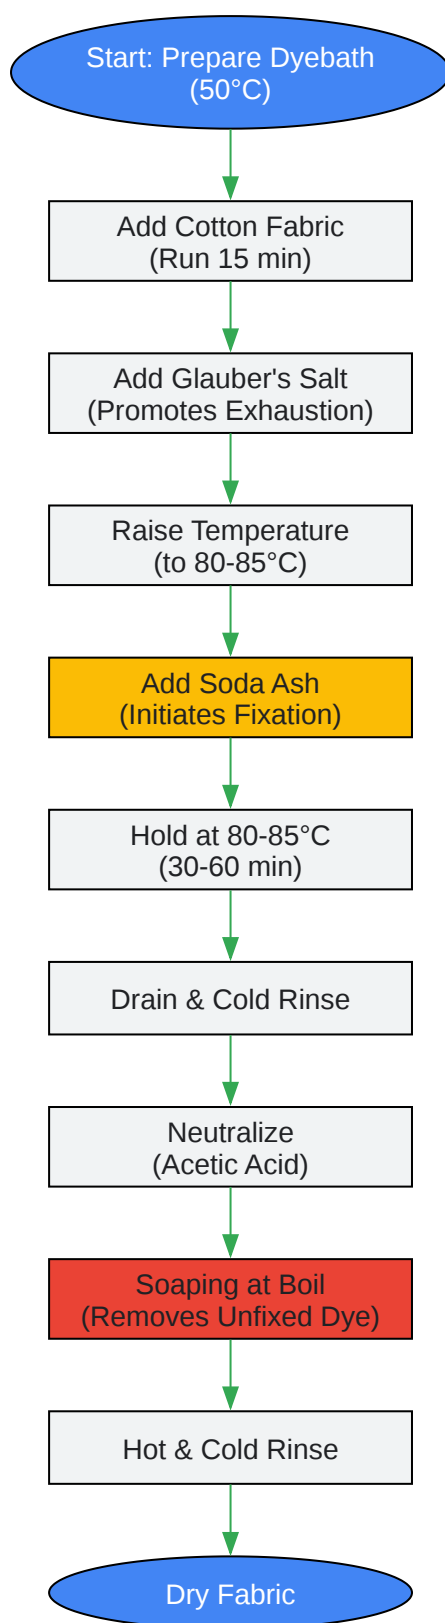 Start: Prepare Dyebath
(50°C)
Add Cotton Fabric
(Run 15 min)
Add Glauber's Salt
(Promotes Exhaustion)
Raise Temperature
(to 80-85°C)
Add Soda Ash
(Initiates Fixation)
Hold at 80-85°C
(30-60 min)
Drain & Cold Rinse
Neutralize
(Acetic Acid)
Soaping at Boil
(Removes Unfixed Dye)
Hot & Cold Rinse
Dry Fabric